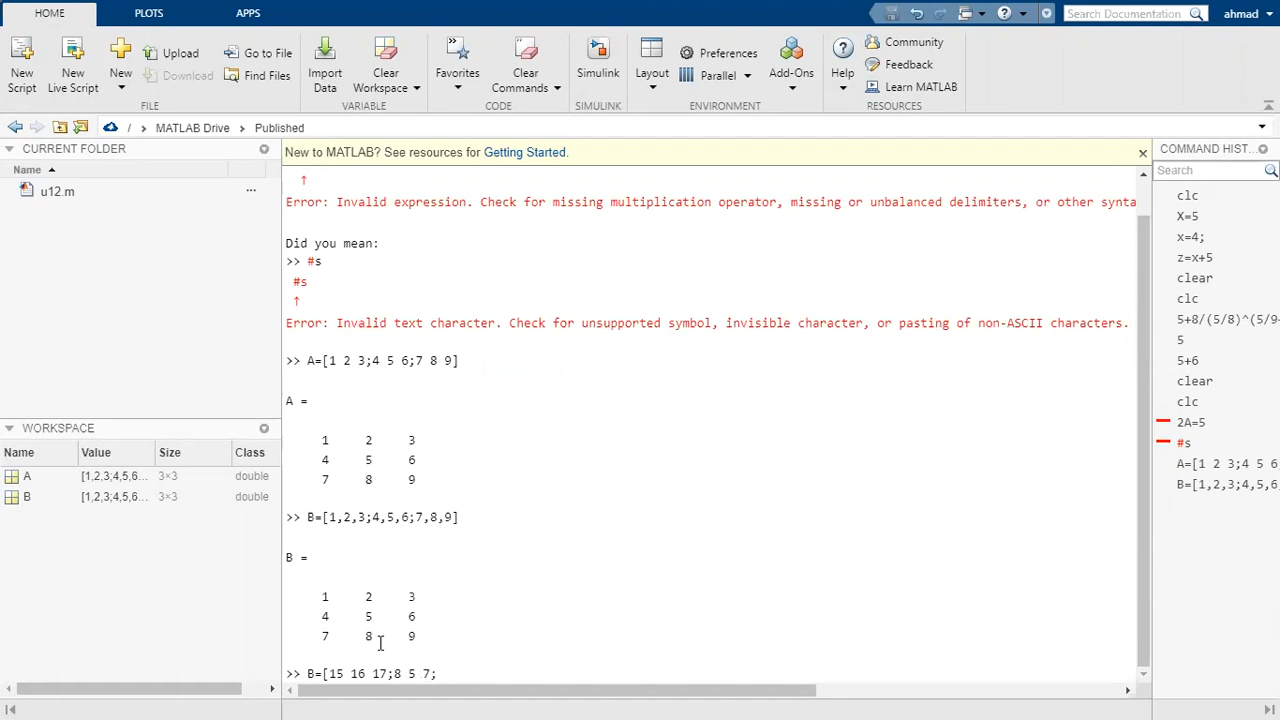 HOME PLOTS APPS
Search Documentation ahmad
New Script
New Live Script
New
Upload
Download
Go to File
Find Files
FILE
Import Data
Clear Workspace
VARIABLE
Favorites
Clear Commands
CODE
Simulink
SIMULINK
Layout
Preferences
Parallel
Add-Ons
ENVIRONMENT
Help
Community
Feedback
Learn MATLAB
RESOURCES
/ MATLAB Drive Published
CURRENT FOLDER
Name
u12.m
WORKSPACE
Name Value Size Class
A [1,2,3;4,5,6... 3×3 double
B [1,2,3;4,5,6... 3×3 double
New to MATLAB? See resources for Getting Started.
↑
Error: Invalid expression. Check for missing multiplication operator, missing or unbalanced delimiters, or other synta
Did you mean:
>> #s
#s
↑
Error: Invalid text character. Check for unsupported symbol, invisible character, or pasting of non-ASCII characters.
>> A=[1 2 3;4 5 6;7 8 9]
A =
1 2 3
4 5 6
7 8 9
>> B=[1,2,3;4,5,6;7,8,9]
B =
1 2 3
4 5 6
7 8 9
>> B=[15 16 17;8 5 7;
COMMAND HIST...
Search
clc
X=5
x=4;
z=x+5
clear
clc
5+8/(5/8)^(5/9
5
5+6
clear
clc
2A=5
#s
A=[1 2 3;4 5 6
B=[1,2,3;4,5,6